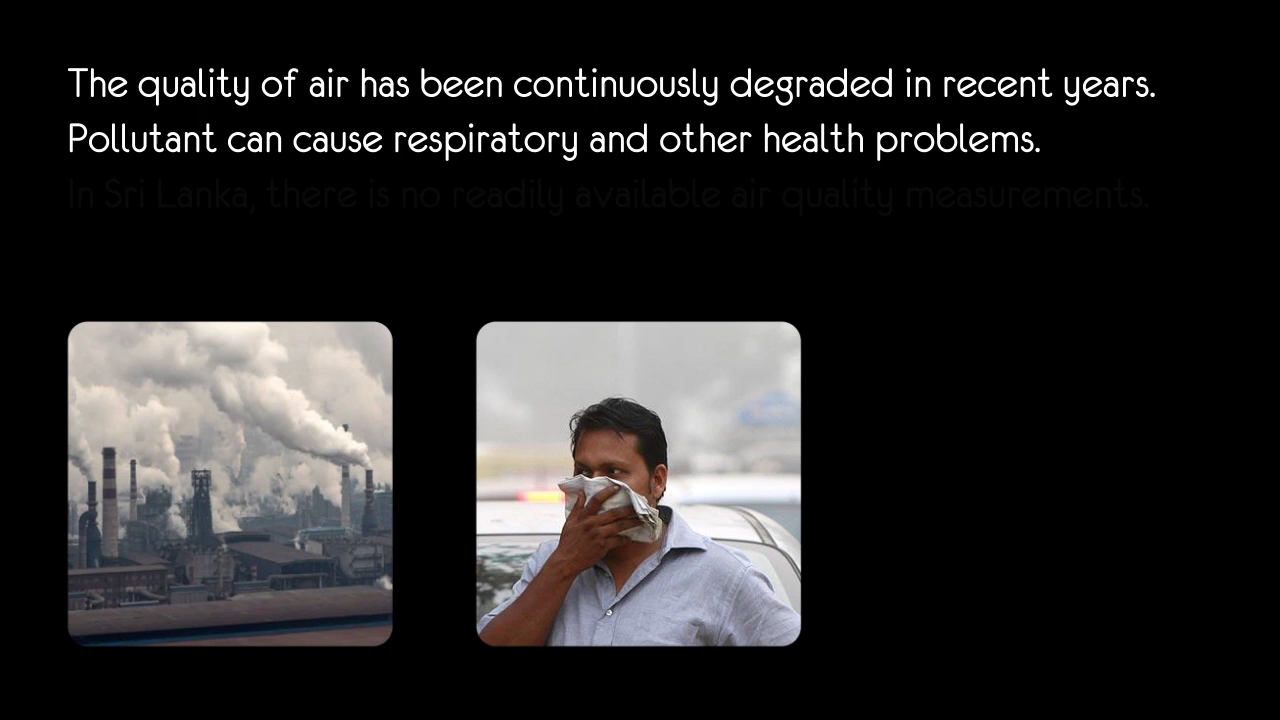 The quality of air has been continuously degraded in recent years.
Pollutant can cause respiratory and other health problems.
In Sri Lanka, there is no readily available air quality measurements.